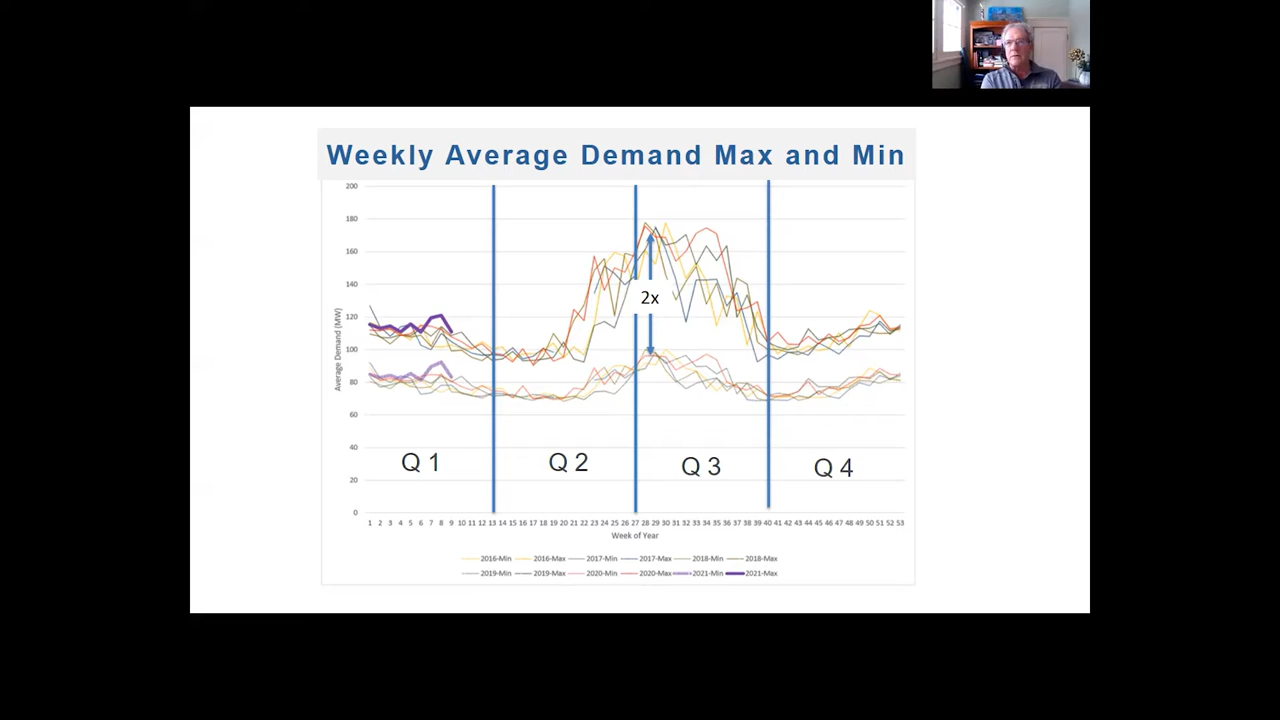 Weekly Average Demand Max and Min
200
180
160
140
120
100
80
60
40
20
0
Average Demand (MW)
2x
Q 1
Q 2
Q 3
Q 4
1 2 3 4 5 6 7 8 9 10 11 12 13 14 15 16 17 18 19 20 21 22 23 24 25 26 27 28 29 30 31 32 33 34 35 36 37 38 39 40 41 42 43 44 45 46 47 48 49 50 51 52 53
Week of Year
2016-Min 2016-Max 2017-Min 2017-Max 2018-Min 2018-Max
2019-Min 2019-Max 2020-Min 2020-Max 2021-Min 2021-Max